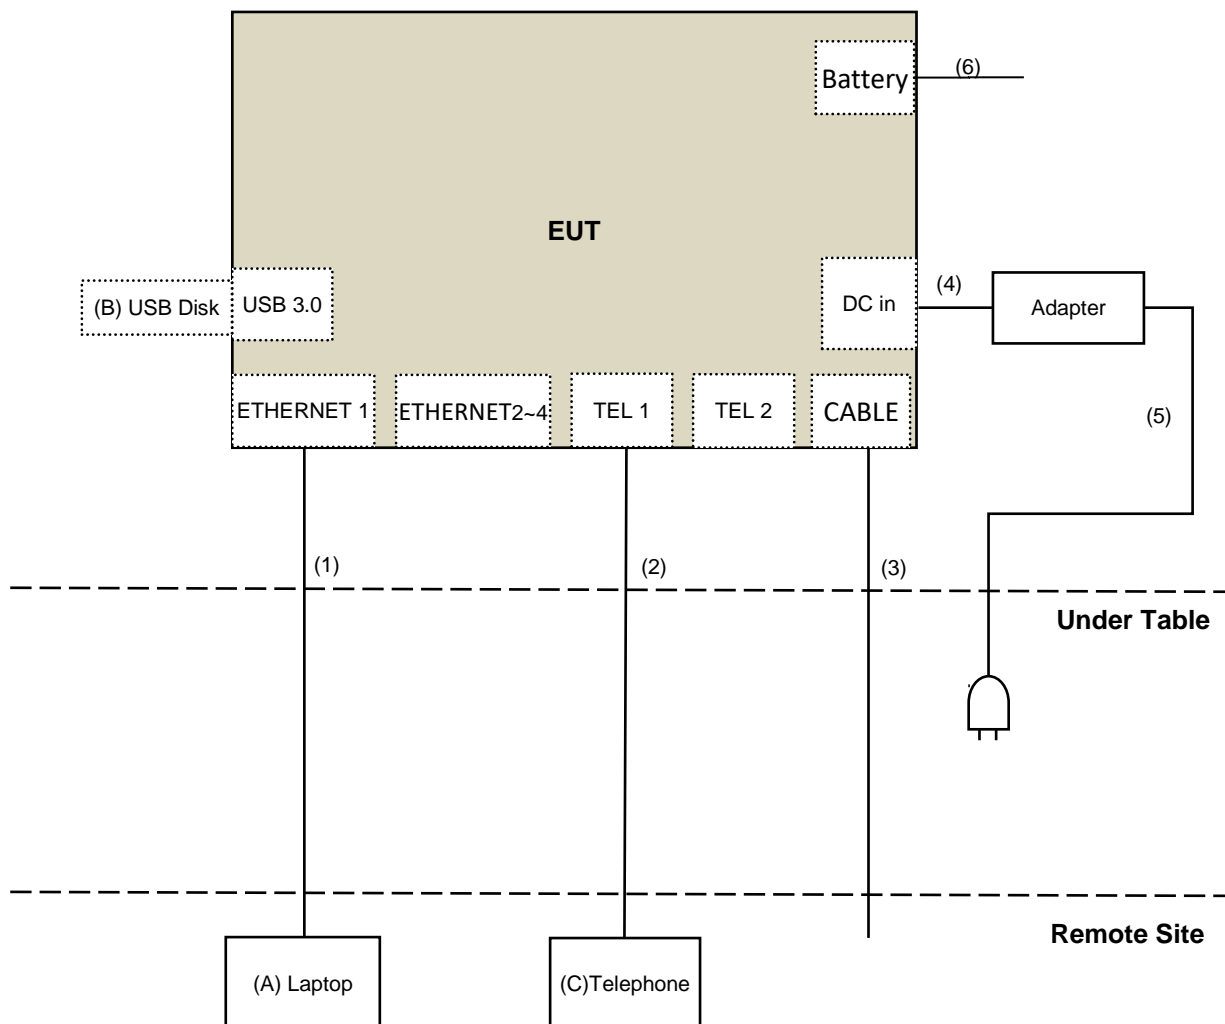 Battery
(6)
EUT
(B) USB Disk
USB 3.0
DC in
(4)
Adapter
ETHERNET 1
ETHERNET2~4
TEL 1
TEL 2
CABLE
(5)
(1)
(2)
(3)
Under Table
Remote Site
(A) Laptop
(C)Telephone